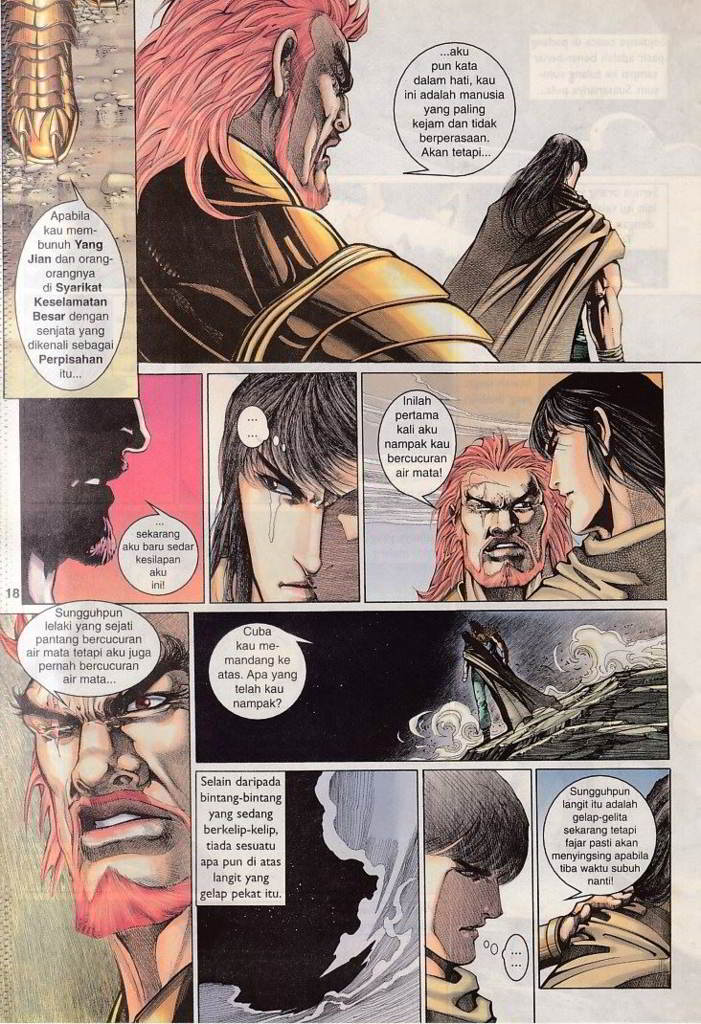 Apabila
kau mem-
bunuh Yang
Jian dan orang-
orangnya
di Syarikat
Keselamatan
Besar dengan
senjata yang
dikenali sebagai
Perpisahan
itu...
...aku
pun kata
dalam hati, kau
ini adalah manusia
yang paling
kejam dan tidak
berperasaan.
Akan tetapi...
...
sekarang
aku baru sedar
kesilapan
aku
ini!
...
...
Inilah
pertama
kali aku
nampak kau
bercucuran
air mata!
18
Sungguhpun
lelaki yang sejati
pantang bercucuran
air mata tetapi aku juga
pernah bercucuran
air mata...
Cuba
kau me-
mandang ke
atas. Apa yang
telah kau
nampak?
Selain daripada
bintang-bintang
yang sedang
berkelip-kelip,
tiada sesuatu
apa pun di atas
langit yang
gelap pekat itu.
...
...
Sungguhpun
langit itu adalah
gelap-gelita
sekarang tetapi
fajar pasti akan
menyingsing apabila
tiba waktu subuh
nanti!